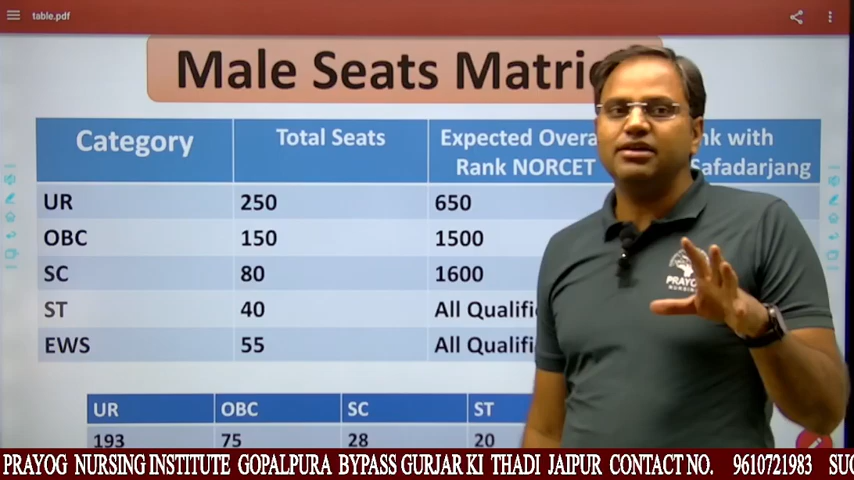 table.pdf
Male Seats Matri
Category Total Seats Expected Overa nk with
Rank NORCET Safadarjang
UR 250 650
OBC 150 1500
SC 80 1600
ST 40 All Qualifi
EWS 55 All Qualifi
UR OBC SC ST
193 75 28 20
PRAYOG
NURSING
PRAYOG NURSING INSTITUTE GOPALPURA BYPASS GURJAR KI THADI JAIPUR CONTACT NO. 9610721983 SUC